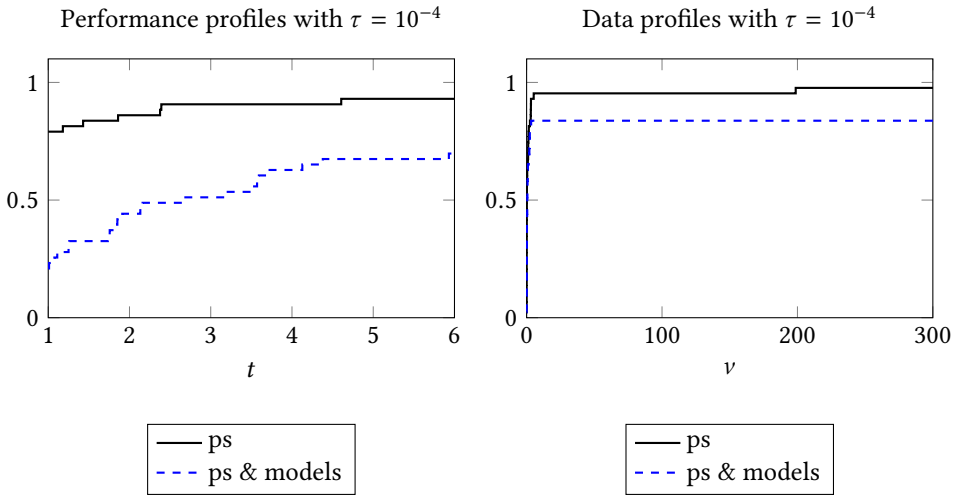 Performance profiles with τ = 10⁻⁴
1
0.5
0
1 2 3 4 5 6
t
ps
ps & models
Data profiles with τ = 10⁻⁴
1
0.5
0
0 100 200 300
ν
ps
ps & models